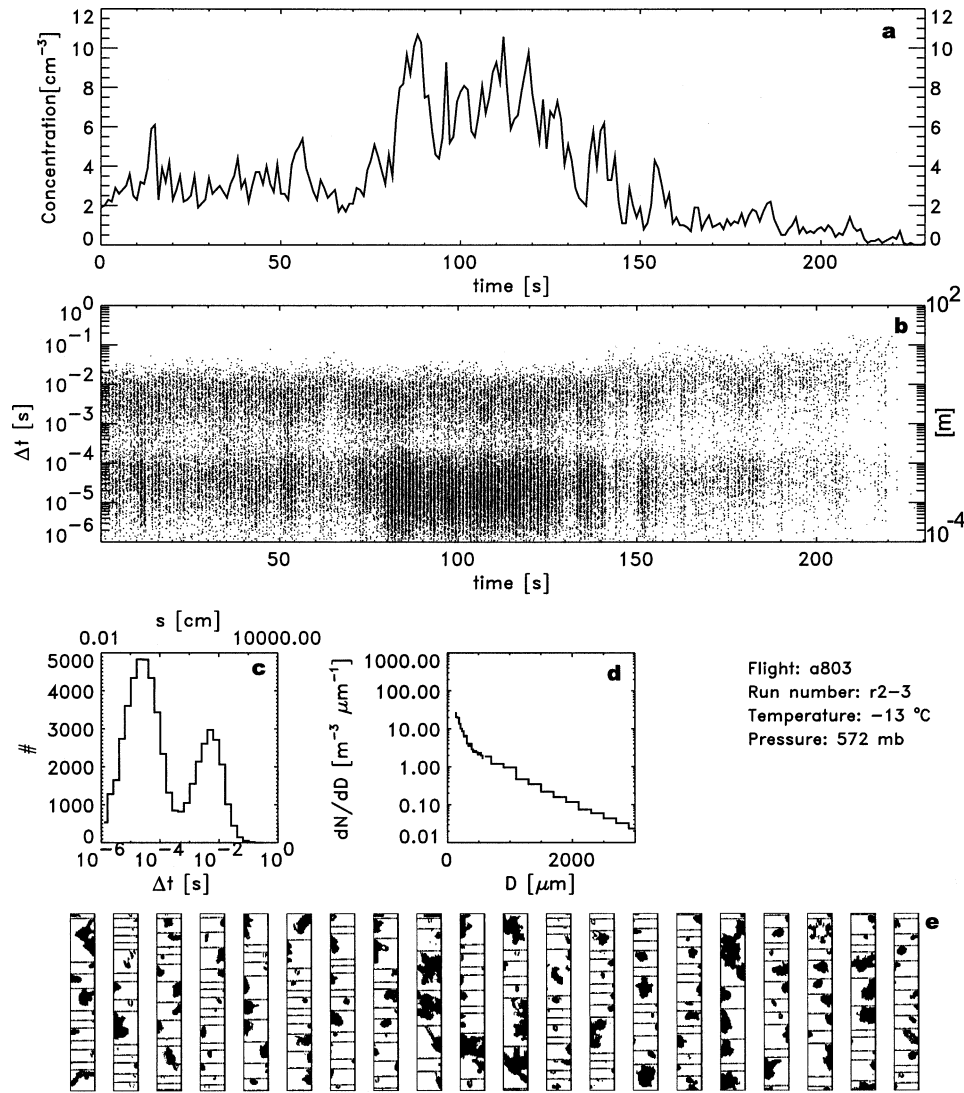 12 12
a
10 10
8 8
6 6
4 4
2 2
0 0
Concentration[cm⁻³]
0 50 100 150 200
time [s]
10⁰ 10²
b
10⁻¹
10⁻²
10⁻³
10⁻⁴
10⁻⁵
10⁻⁶ 10⁻⁴
Δt [s]
[m]
50 100 150 200
time [s]
s [cm]
0.01 10000.00
5000
c
4000
3000
2000
1000
0
#
10⁻⁶ 10⁻⁴ 10⁻² 10⁰
Δt [s]
1000.00
d
100.00
10.00
1.00
0.10
0.01
dN/dD [m⁻³ μm⁻¹]
0 2000
D [μm]
Flight: a803
Run number: r2-3
Temperature: -13 °C
Pressure: 572 mb
e